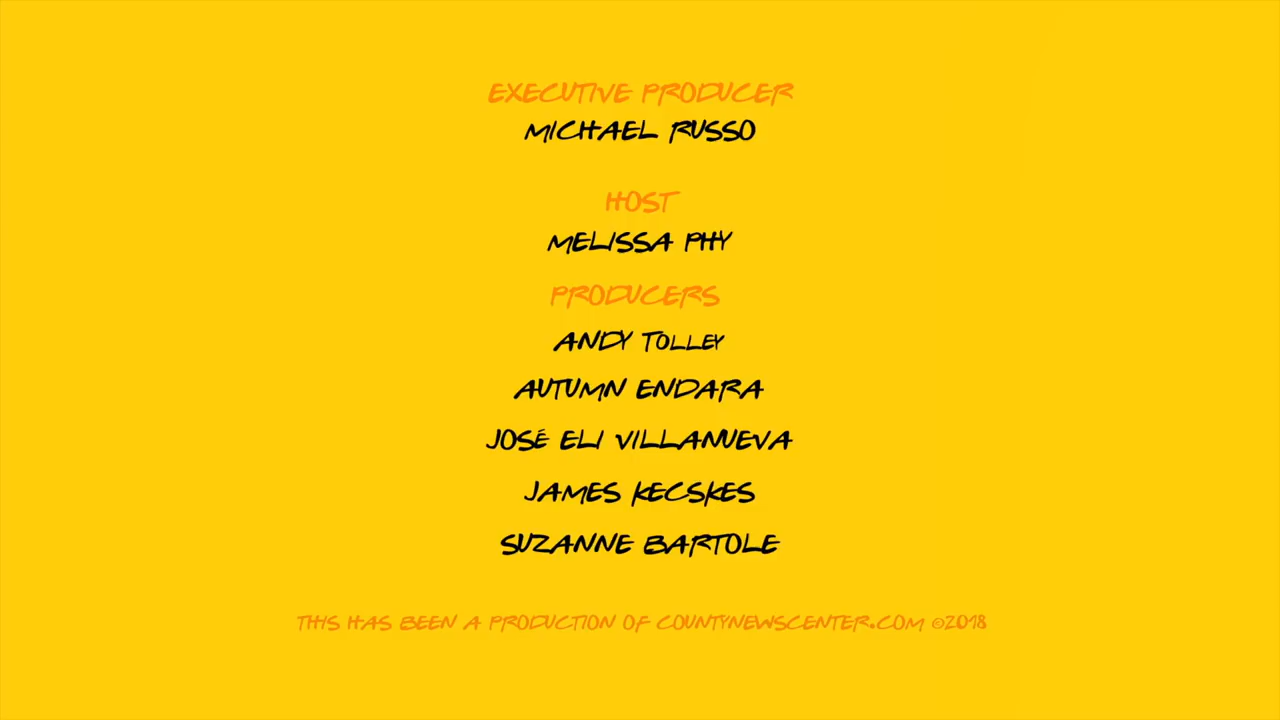 EXECUTIVE PRODUCER
MICHAEL RUSSO
HOST
MELISSA PHY
PRODUCERS
ANDY TOLLEY
AUTUMN ENDARA
JOSÉ ELI VILLANUEVA
JAMES KECSKES
SUZANNE BARTOLE
THIS HAS BEEN A PRODUCTION OF COUNTYNEWSCENTER.COM ©2018